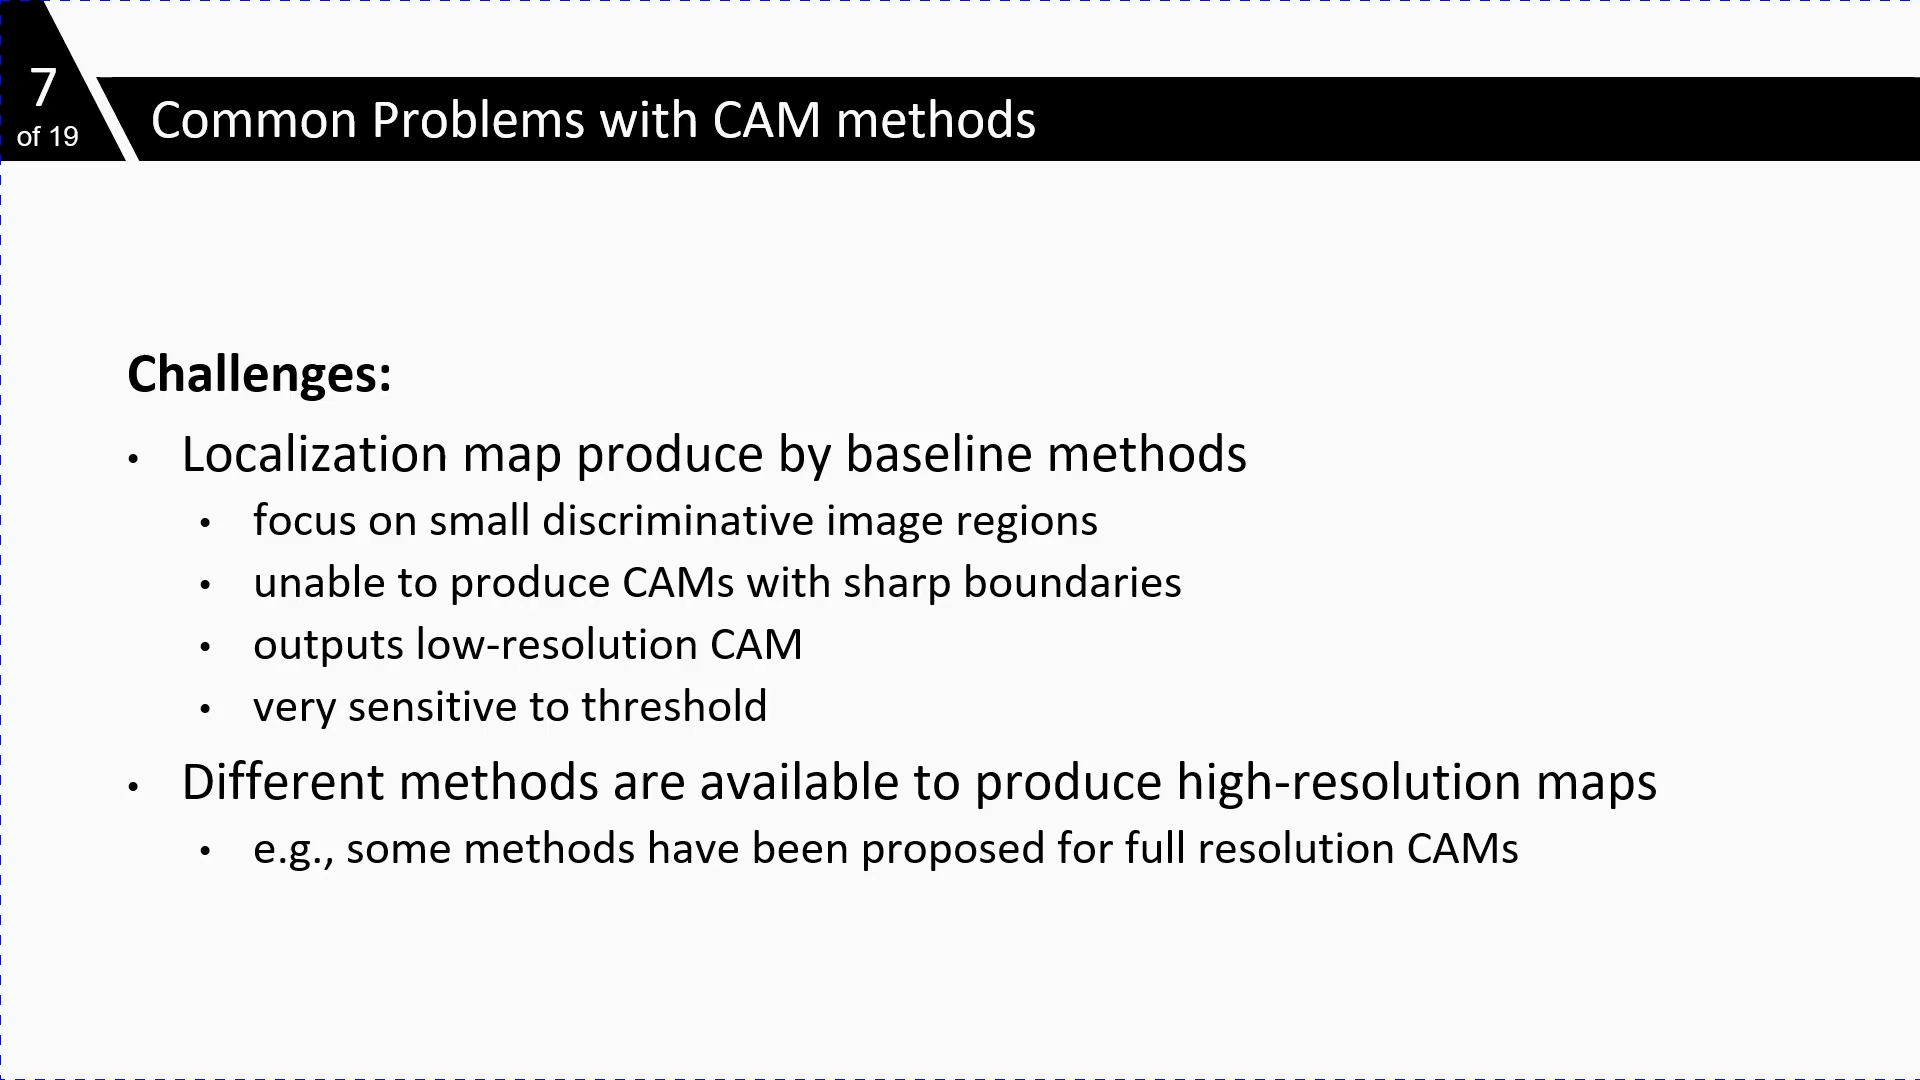 7
of 19
Common Problems with CAM methods
Challenges:
• Localization map produce by baseline methods
• focus on small discriminative image regions
• unable to produce CAMs with sharp boundaries
• outputs low-resolution CAM
• very sensitive to threshold
• Different methods are available to produce high-resolution maps
• e.g., some methods have been proposed for full resolution CAMs